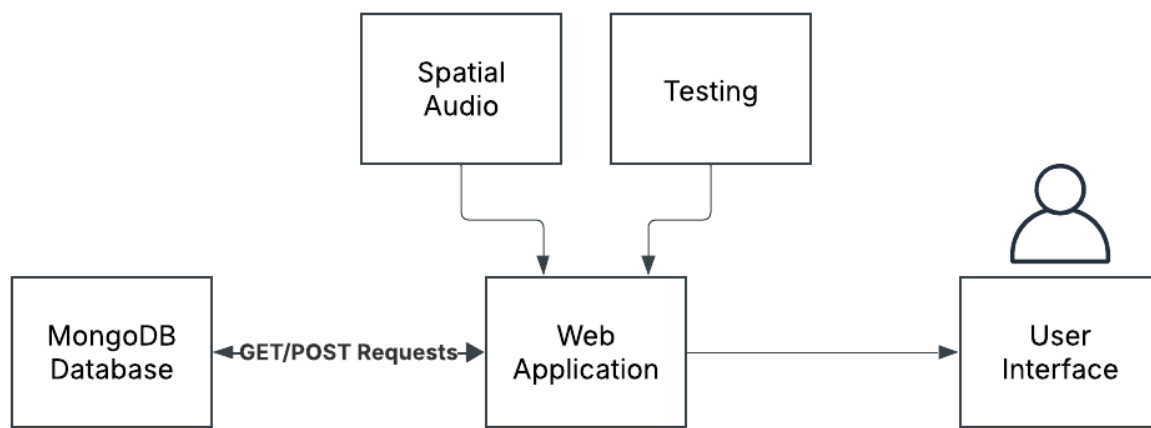 Spatial
Audio
Testing
MongoDB
Database
GET/POST Requests
Web
Application
User
Interface